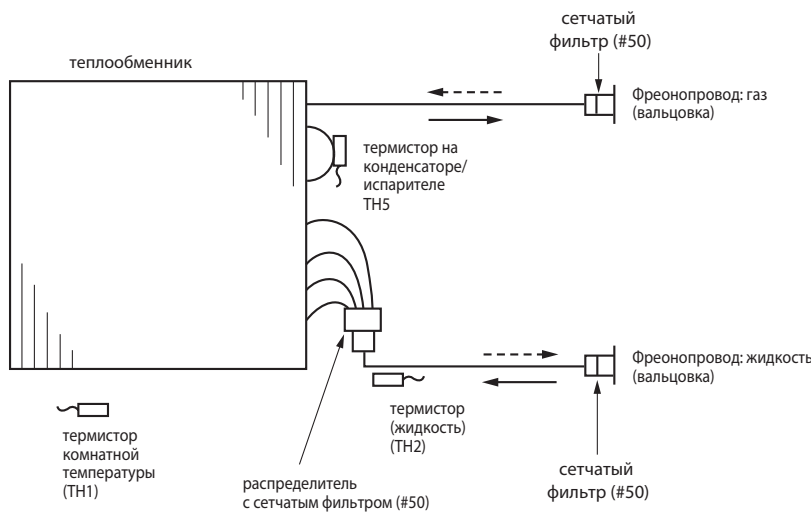 сетчатый
фильтр (#50)
теплообменник
Фреонопровод: газ
(вальцовка)
термистор на
конденсаторе/
испарителе
TH5
Фреонопровод: жидкость
(вальцовка)
термистор
комнатной
температуры
(TH1)
термистор
(жидкость)
(TH2)
распределитель
с сетчатым фильтром (#50)
сетчатый
фильтр (#50)